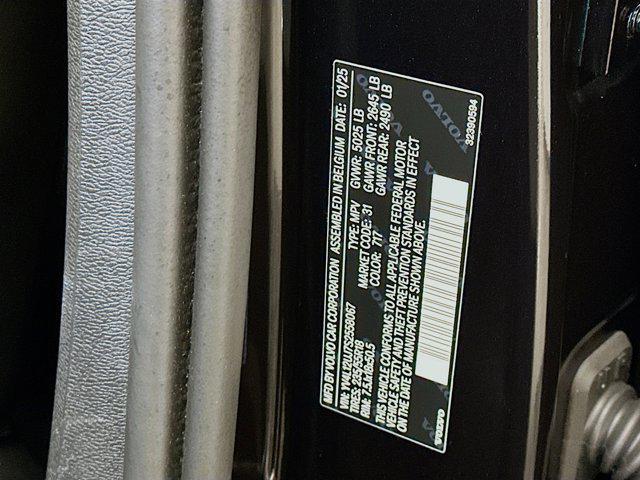 MFD BY VOLVO CAR CORPORATION ASSEMBLED IN BELGIUM DATE: 01/25
VIN: YV4L12UU7S2558067 TYPE: MPV GVWR: 5025 LB
TIRES: 235/55R18 MARKET CODE: 31 GAWR FRONT: 2645 LB
RIM: 7.5x18x50.5 COLOR: 717 GAWR REAR: 2490 LB
THIS VEHICLE CONFORMS TO ALL APPLICABLE FEDERAL MOTOR
VEHICLE SAFETY AND THEFT PREVENTION STANDARDS IN EFFECT
ON THE DATE OF MANUFACTURE SHOWN ABOVE.
VOLVO
32390594
VOLVO